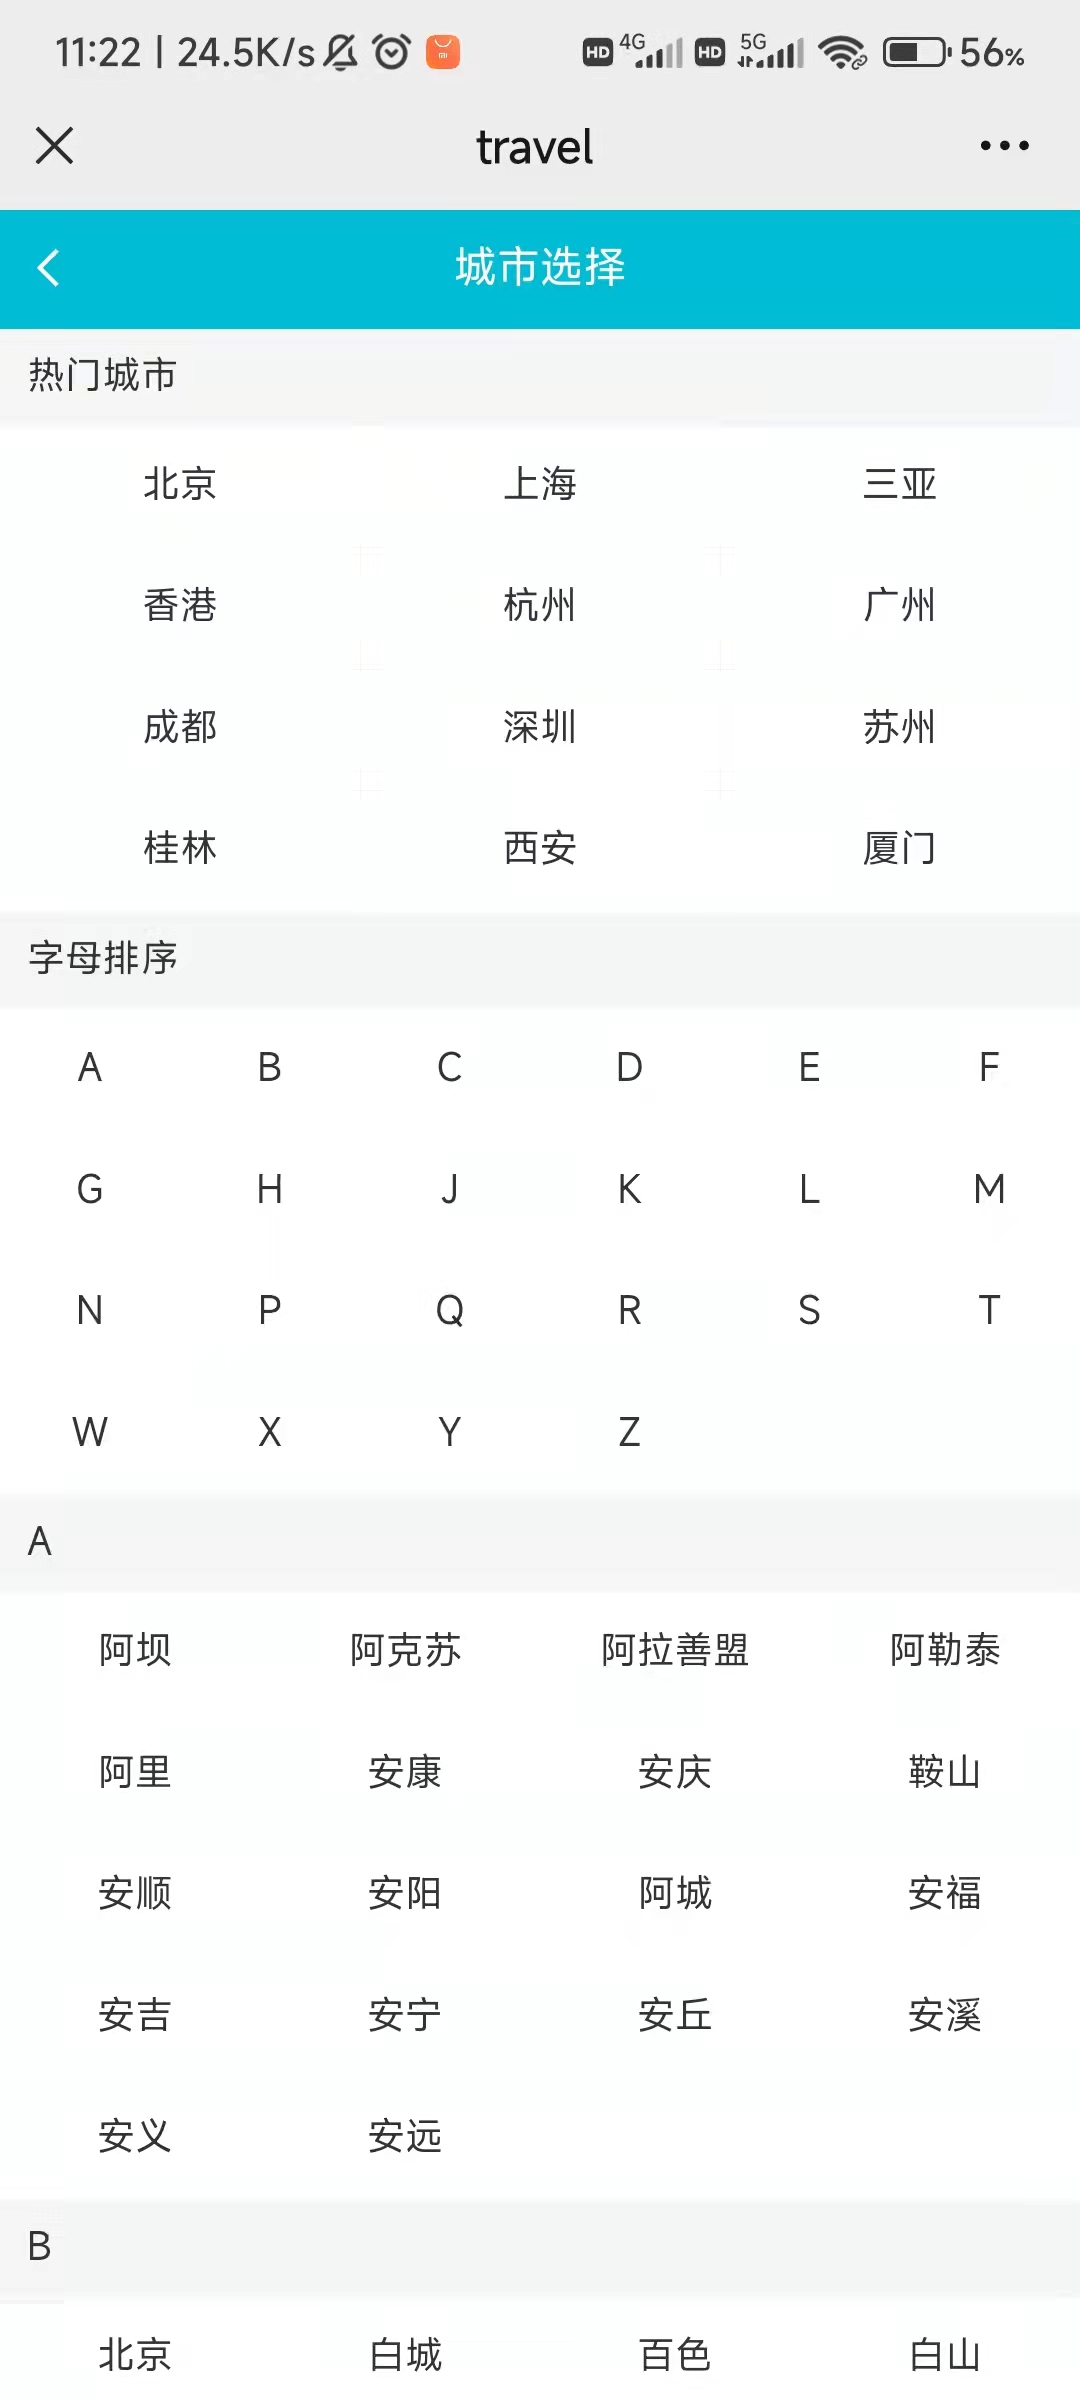 11:22 | 24.5K/s HD 4G HD 5G 56%
travel
城市选择
热门城市
北京 上海 三亚
香港 杭州 广州
成都 深圳 苏州
桂林 西安 厦门
字母排序
A B C D E F
G H J K L M
N P Q R S T
W X Y Z
A
阿坝 阿克苏 阿拉善盟 阿勒泰
阿里 安康 安庆 鞍山
安顺 安阳 阿城 安福
安吉 安宁 安丘 安溪
安义 安远
B
北京 白城 百色 白山